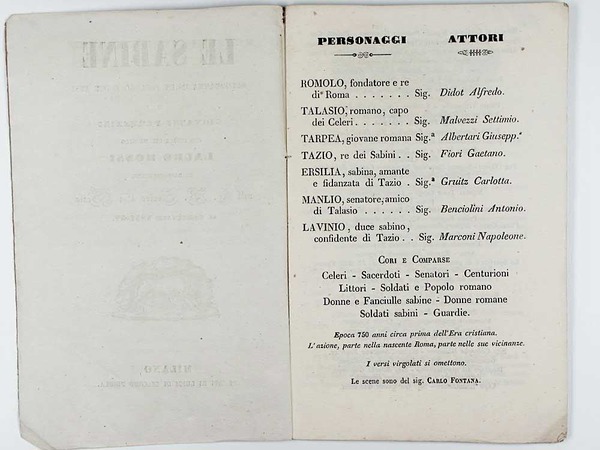 PERSONAGGI ATTORI
ROMOLO, fondatore e re
di Roma . . . . . . . Sig. Didot Alfredo.
TALASIO, romano, capo
dei Celeri . . . . . . Sig. Malvezzi Settimio.
TARPEA, giovane romana Sig.ª Albertari Giusepp.ª
TAZIO, re dei Sabini . . Sig. Fiori Gaetano.
ERSILIA, sabina, amante
e fidanzata di Tazio . Sig.ª Gruitz Carlotta.
MANLIO, senatore, amico
di Talasio . . . . . . Sig. Benciolini Antonio.
LAVINIO, duce sabino,
confidente di Tazio . . Sig. Marconi Napoleone.
CORI E COMPARSE
Celeri - Sacerdoti - Senatori - Centurioni
Littori - Soldati e Popolo romano
Donne e Fanciulle sabine - Donne romane
Soldati sabini - Guardie.
Epoca 750 anni circa prima dell'Era cristiana.
L'azione, parte nella nascente Roma, parte nelle sue vicinanze.
I versi virgolati si omettono.
Le scene sono del sig. CARLO FONTANA.